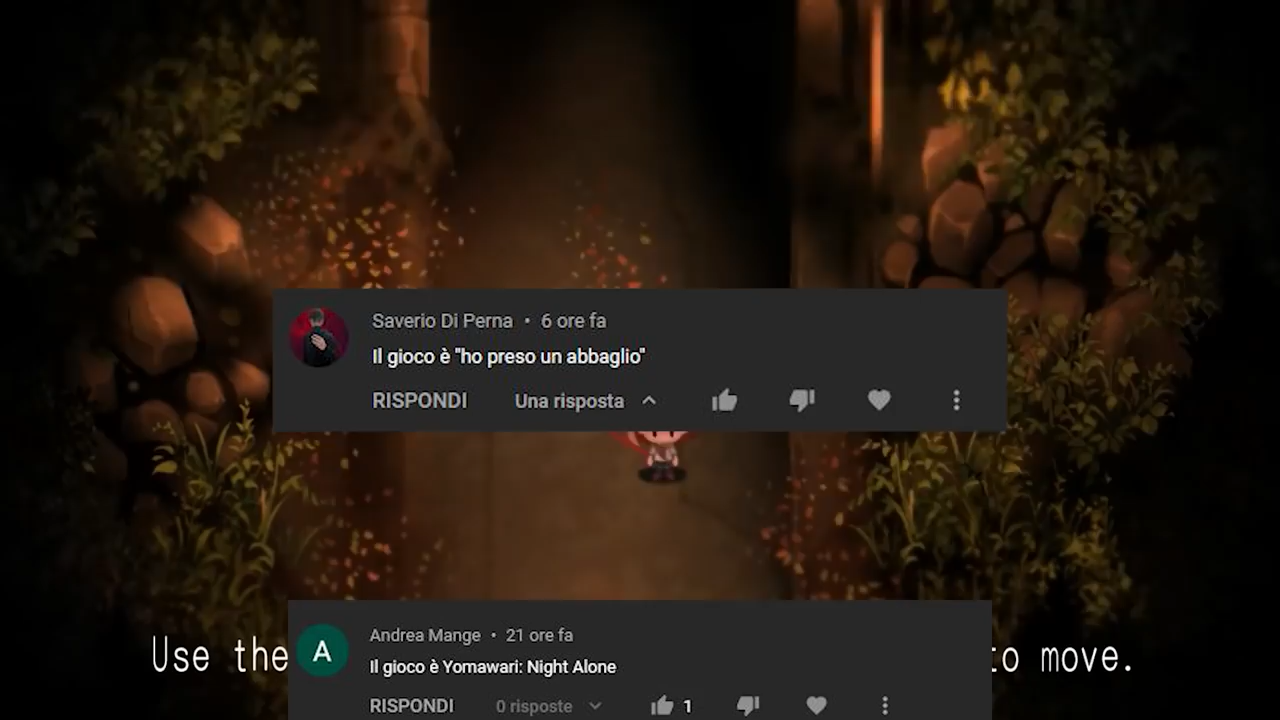 Saverio Di Perna • 6 ore fa
Il gioco è "ho preso un abbaglio"
RISPONDI Una risposta
Andrea Mange • 21 ore fa
Use the A to move.
Il gioco è Yomawari: Night Alone
RISPONDI 0 risposte 1